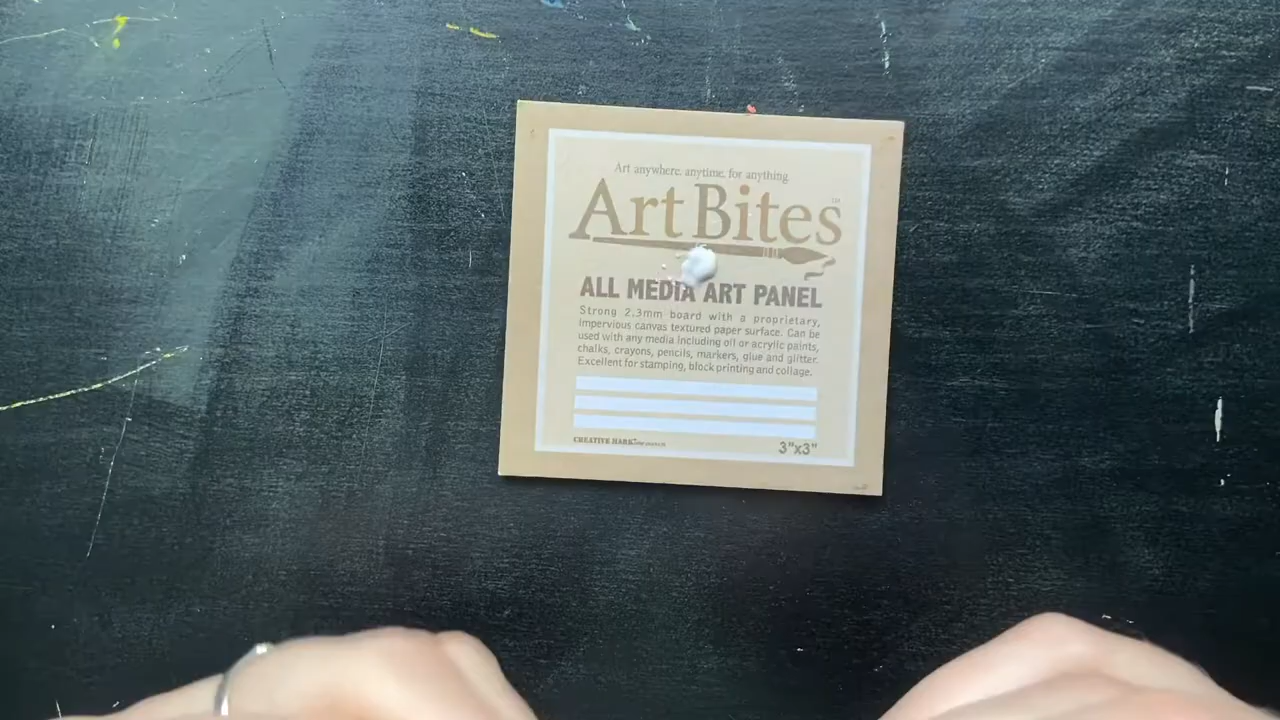 Art anywhere. anytime. for anything.
Art Bites™
ALL MEDIA ART PANEL
Strong 2.3mm board with a proprietary,
impervious canvas textured paper surface. Can be
used with any media including oil or acrylic paints,
chalks, crayons, pencils, markers, glue and glitter.
Excellent for stamping, block printing and collage.
CREATIVE MARK
3"x3"